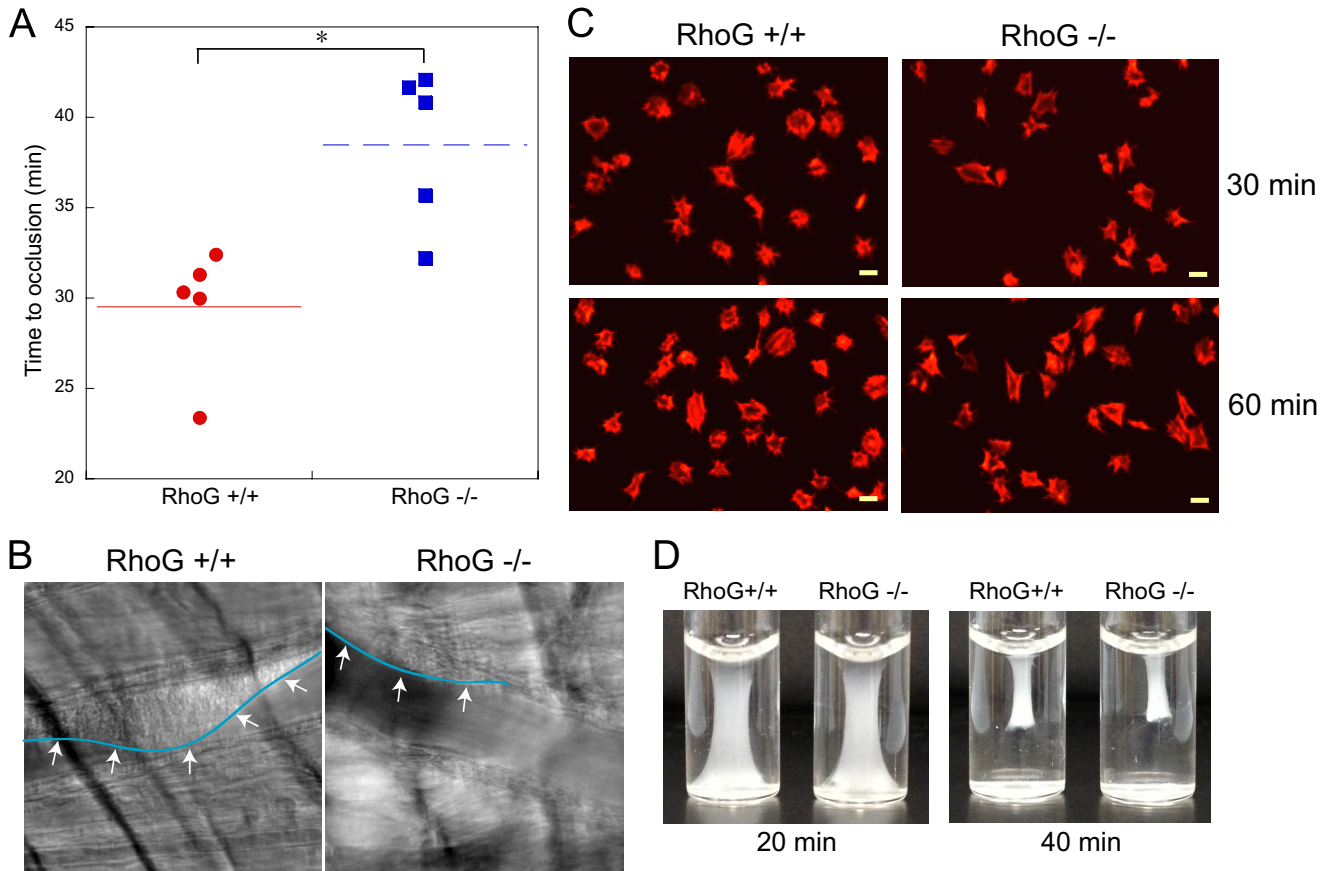 A
45
40
35
30
25
20
Time to occlusion (min)
*
RhoG +/+
RhoG -/-
B
RhoG +/+
RhoG -/-
C
RhoG +/+
RhoG -/-
30 min
60 min
D
RhoG+/+
RhoG -/-
RhoG+/+
RhoG -/-
20 min
40 min